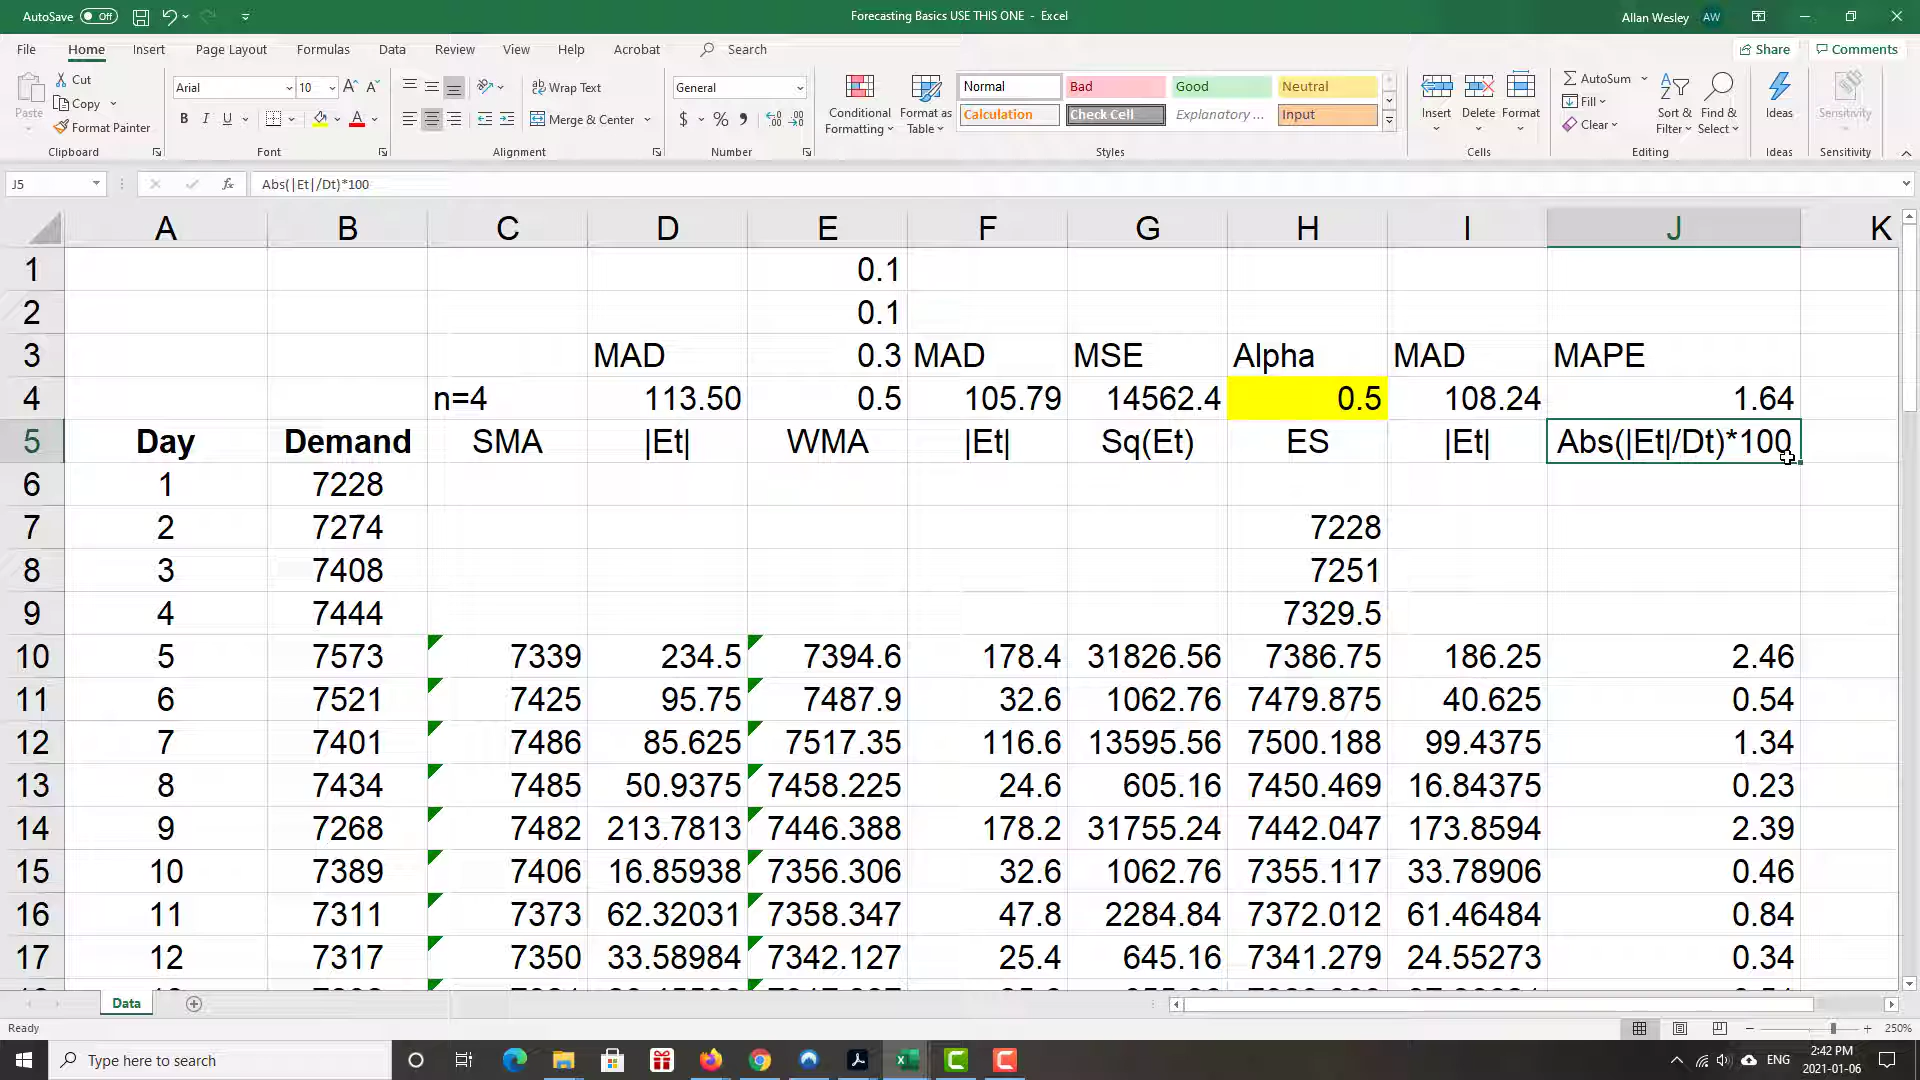 AutoSave Off
Forecasting Basics USE THIS ONE - Excel
Allan Wesley AW
File Home Insert Page Layout Formulas Data Review View Help Acrobat Search Share Comments
Paste
Cut
Copy
Format Painter
Clipboard
Arial 10
B I U
Font
Wrap Text
Merge & Center
Alignment
General
$ % 9
Number
Conditional Formatting
Format as Table
Normal Bad Good Neutral
Calculation Check Cell Explanatory ... Input
Styles
Insert Delete Format
Cells
AutoSum
Fill
Clear
Sort & Filter
Find & Select
Editing
Ideas
Ideas
Sensitivity
Sensitivity
J5 fx Abs(|Et|/Dt)*100
A B C D E F G H I J K
1 0.1
2 0.1
3 MAD 0.3 MAD MSE Alpha MAD MAPE
4 n=4 113.50 0.5 105.79 14562.4 0.5 108.24 1.64
5 Day Demand SMA |Et| WMA |Et| Sq(Et) ES |Et| Abs(|Et|/Dt)*100
6 1 7228
7 2 7274 7228
8 3 7408 7251
9 4 7444 7329.5
10 5 7573 7339 234.5 7394.6 178.4 31826.56 7386.75 186.25 2.46
11 6 7521 7425 95.75 7487.9 32.6 1062.76 7479.875 40.625 0.54
12 7 7401 7486 85.625 7517.35 116.6 13595.56 7500.188 99.4375 1.34
13 8 7434 7485 50.9375 7458.225 24.6 605.16 7450.469 16.84375 0.23
14 9 7268 7482 213.7813 7446.388 178.2 31755.24 7442.047 173.8594 2.39
15 10 7389 7406 16.85938 7356.306 32.6 1062.76 7355.117 33.78906 0.46
16 11 7311 7373 62.32031 7358.347 47.8 2284.84 7372.012 61.46484 0.84
17 12 7317 7350 33.58984 7342.127 25.4 645.16 7341.279 24.55273 0.34
Data
Ready
250%
Type here to search
ENG
2:42 PM
2021-01-06